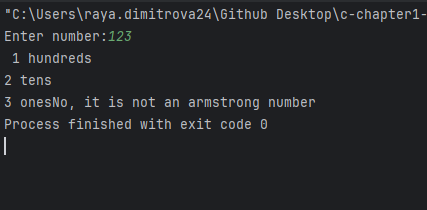 "C:\Users\raya.dimitrova24\Github Desktop\c-chapter1-
Enter number:123
 1 hundreds
2 tens
3 onesNo, it is not an armstrong number
Process finished with exit code 0